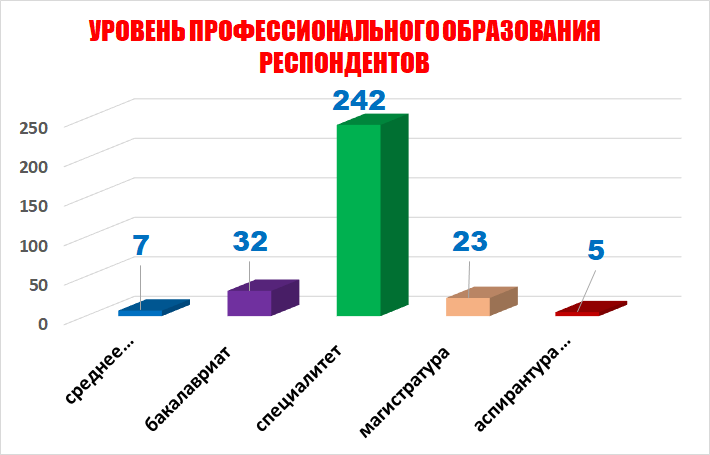 УРОВЕНЬ ПРОФЕССИОНАЛЬНОГО ОБРАЗОВАНИЯ
РЕСПОНДЕНТОВ
250
200
150
100
50
0
7
32
242
23
5
среднее...
бакалавриат
специалитет
магистратура
аспирантура...